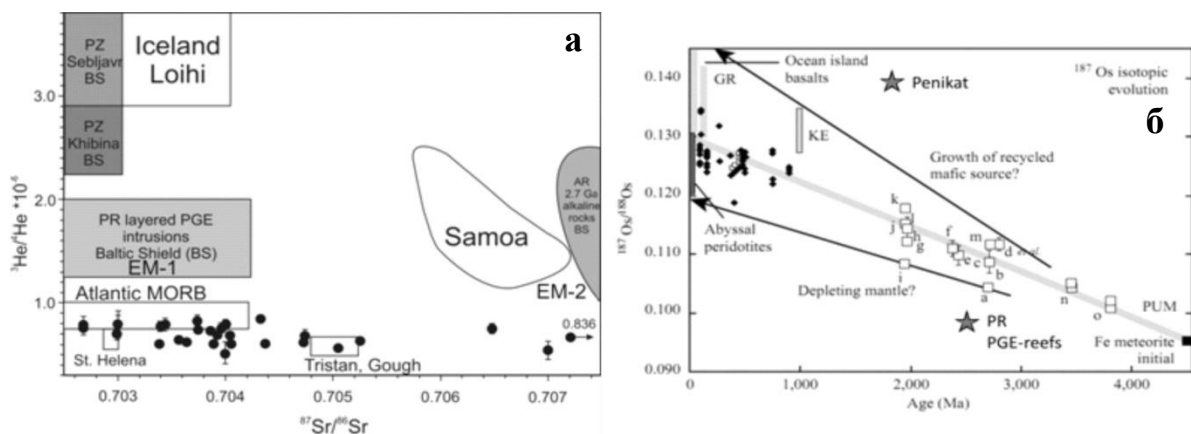 а
PZ
Sebljavr
BS
Iceland
Loihi
PZ
Khibina
BS
PR layered PGE
intrusions
Baltic Shield (BS)
EM-1
Atlantic MORB
Samoa
AR
2.7 Ga
alkaline
rocks
BS
EM-2
0.836
St. Helena
Tristan, Gough
3.0
2.0
1.0
³He/⁴He *10⁻⁶
0.703
0.704
0.705
0.706
0.707
⁸⁷Sr/⁸⁶Sr
б
0.140
0.130
0.120
0.110
0.100
0.090
¹⁸⁷Os/¹⁸⁸Os
GR
Ocean island
basalts
Penikat
¹⁸⁷Os isotopic
evolution
KE
Growth of recycled
mafic source?
Abyssal
peridotites
k
j
h
g
i
f
e
c
m
d
b
a
n
o
Depleting mantle?
PR
PGE-reefs
PUM
Fe meteorite
initial
0
1,000
2,000
3,000
4,000
Age (Ma)